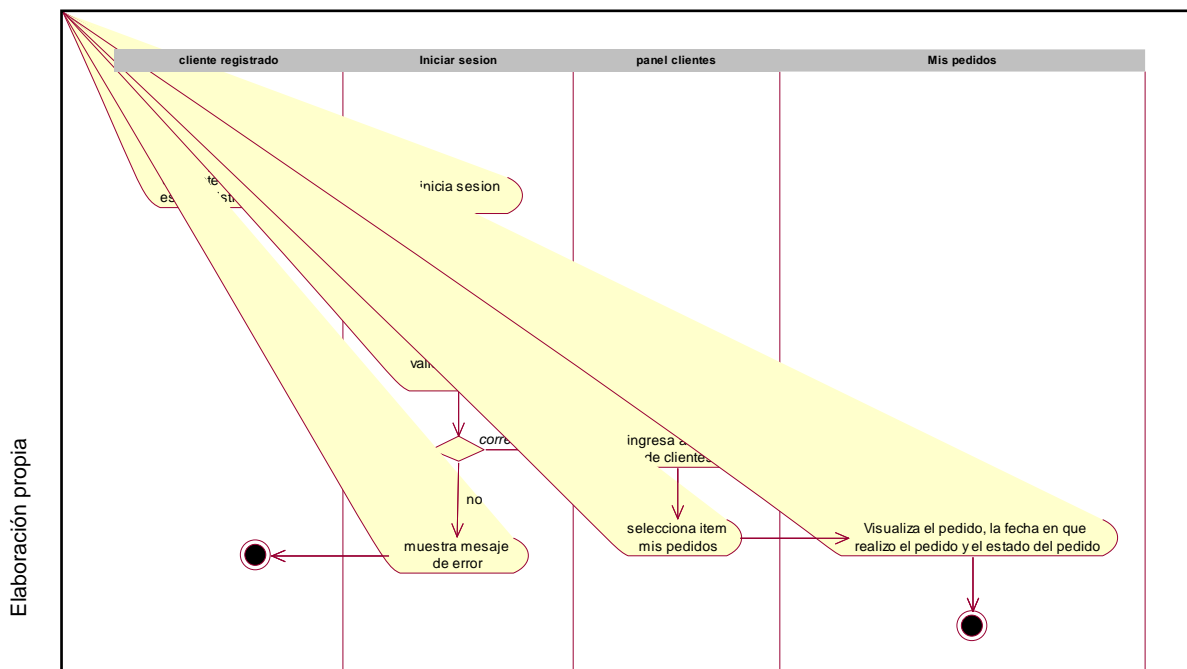 cliente registrado
Iniciar sesion
panel clientes
Mis pedidos
inicia sesion
no
ingresa
de clientes
selecciona item
mis pedidos
Visualiza el pedido, la fecha en que
realizo el pedido y el estado del pedido
muestra mesaje
de error
Elaboración propia